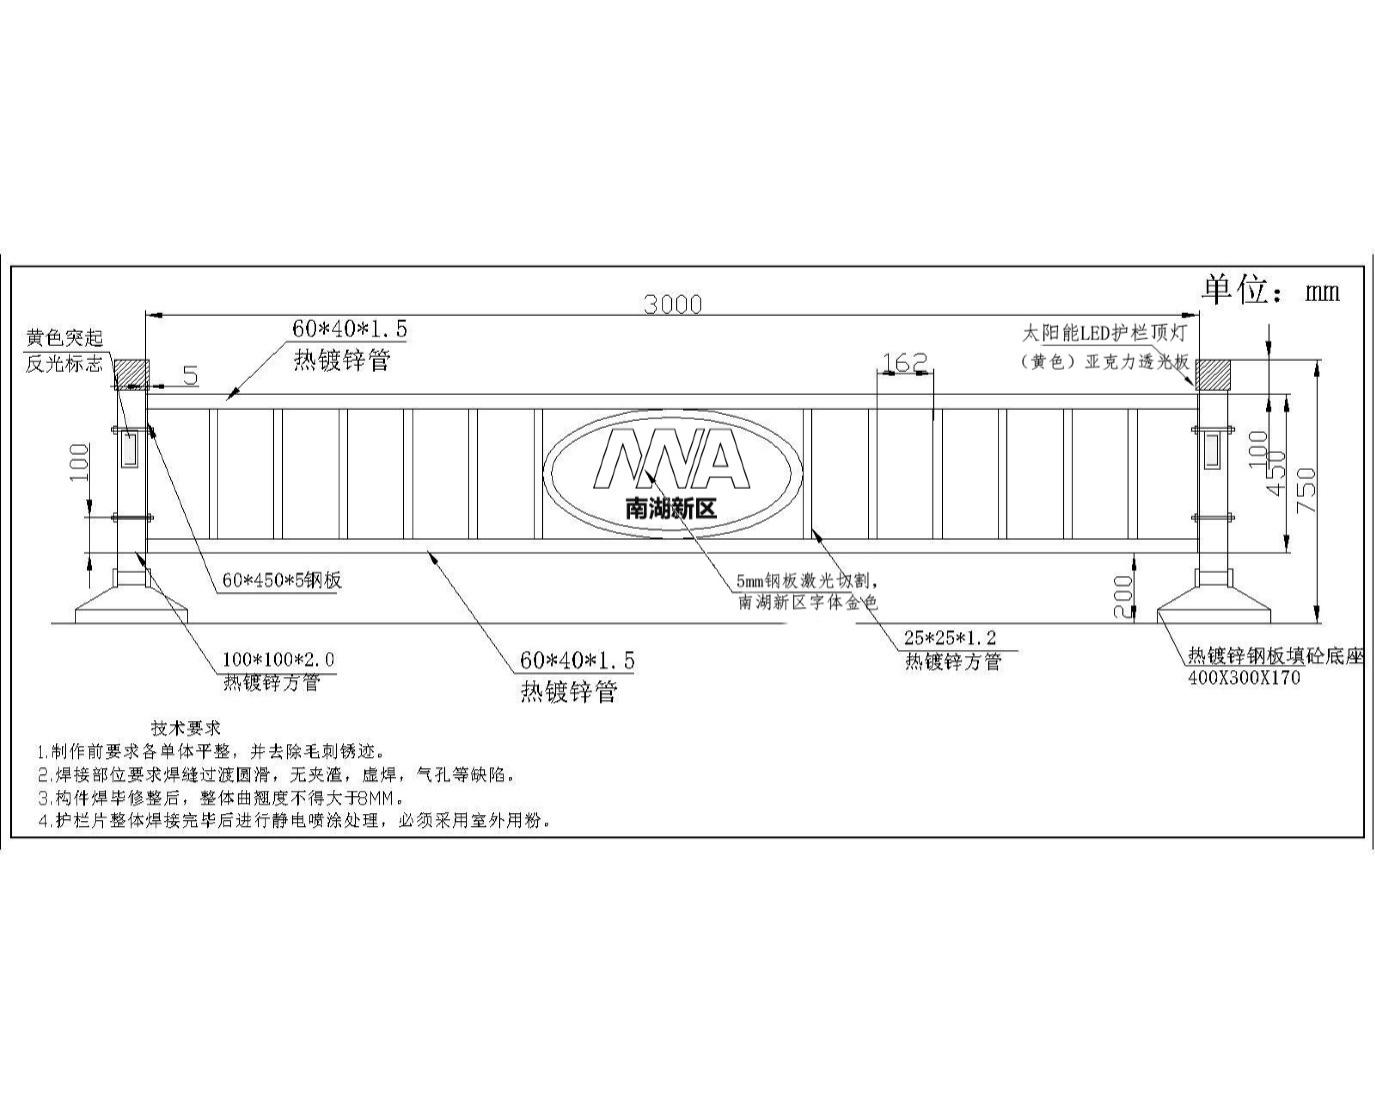 单位：mm
3000
60*40*1.5
热镀锌管
黄色突起
反光标志
5
162
太阳能LED护栏顶灯
（黄色）亚克力透光板
100
100
450
750
南湖新区
60*450*5钢板
5mm钢板激光切割，
南湖新区字体金色
200
25*25*1.2
热镀锌方管
100*100*2.0
热镀锌方管
60*40*1.5
热镀锌管
热镀锌钢板填砼底座
400X300X170
技术要求
1.制作前要求各单体平整，并去除毛刺锈迹。
2.焊接部位要求焊缝过渡圆滑，无夹渣，虚焊，气孔等缺陷。
3.构件焊毕修整后，整体曲翘度不得大于8MM。
4.护栏片整体焊接完毕后进行静电喷涂处理，必须采用室外用粉。